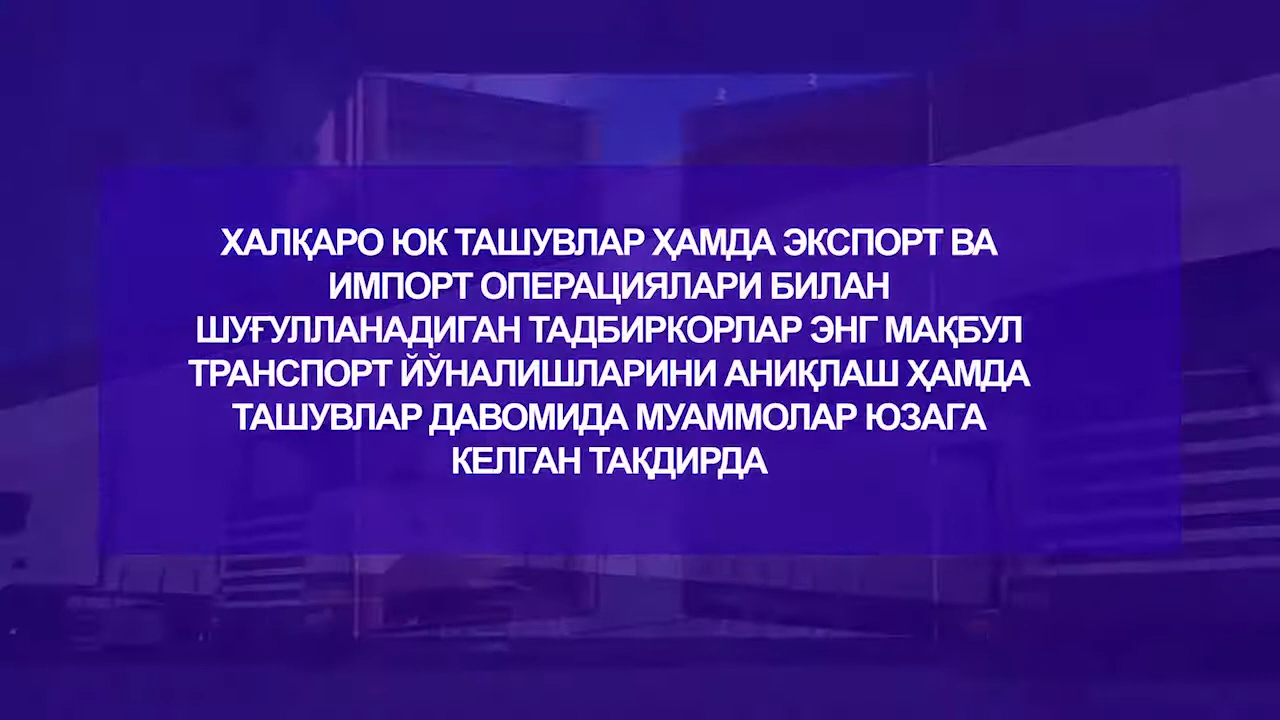 ХАЛҚАРО ЮК ТАШУВЛАР ҲАМДА ЭКСПОРТ ВА
ИМПОРТ ОПЕРАЦИЯЛАРИ БИЛАН
ШУҒУЛЛАНАДИГАН ТАДБИРКОРЛАР ЭНГ МАҚБУЛ
ТРАНСПОРТ ЙЎНАЛИШЛАРИНИ АНИҚЛАШ ҲАМДА
ТАШУВЛАР ДАВОМИДА МУАММОЛАР ЮЗАГА
КЕЛГАН ТАҚДИРДА